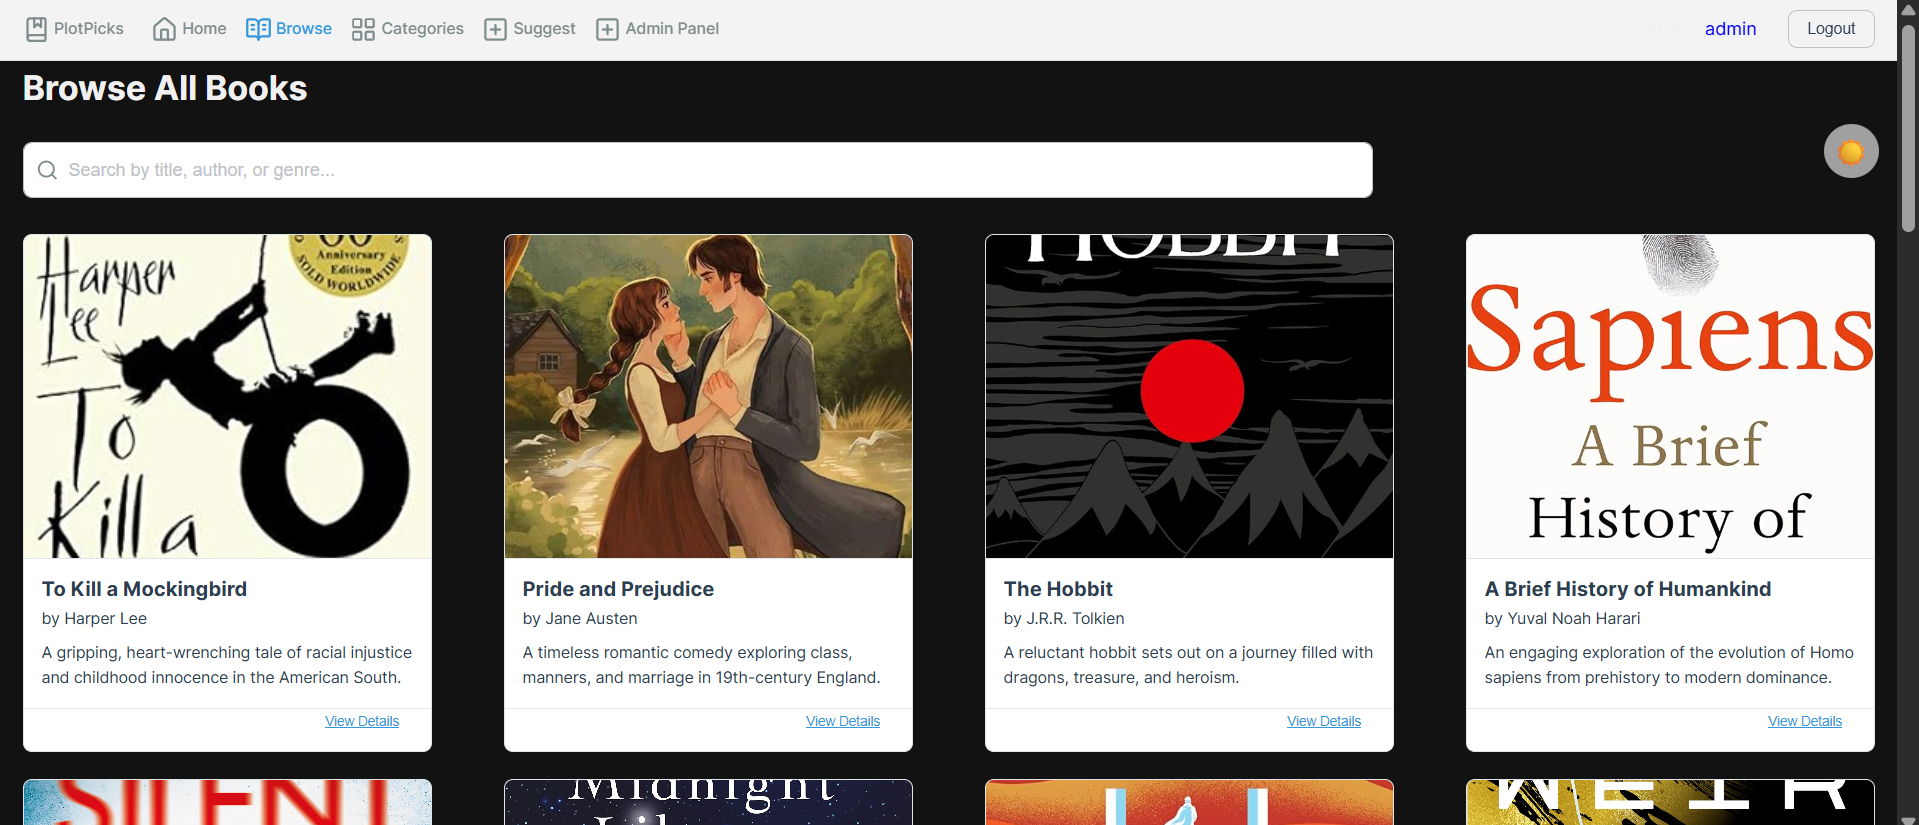 PlotPicks Home Browse Categories Suggest Admin Panel admin Logout
Browse All Books
Search by title, author, or genre...
Harper
Lee
To
Kill a
Anniversary
Edition
SOLD WORLDWIDE
To Kill a Mockingbird
by Harper Lee
A gripping, heart-wrenching tale of racial injustice
and childhood innocence in the American South.
View Details
Pride and Prejudice
by Jane Austen
A timeless romantic comedy exploring class,
manners, and marriage in 19th-century England.
View Details
HOBBIT
The Hobbit
by J.R.R. Tolkien
A reluctant hobbit sets out on a journey filled with
dragons, treasure, and heroism.
View Details
Sapiens
A Brief
History of
A Brief History of Humankind
by Yuval Noah Harari
An engaging exploration of the evolution of Homo
sapiens from prehistory to modern dominance.
View Details
SILENT
Midnight
WEIR